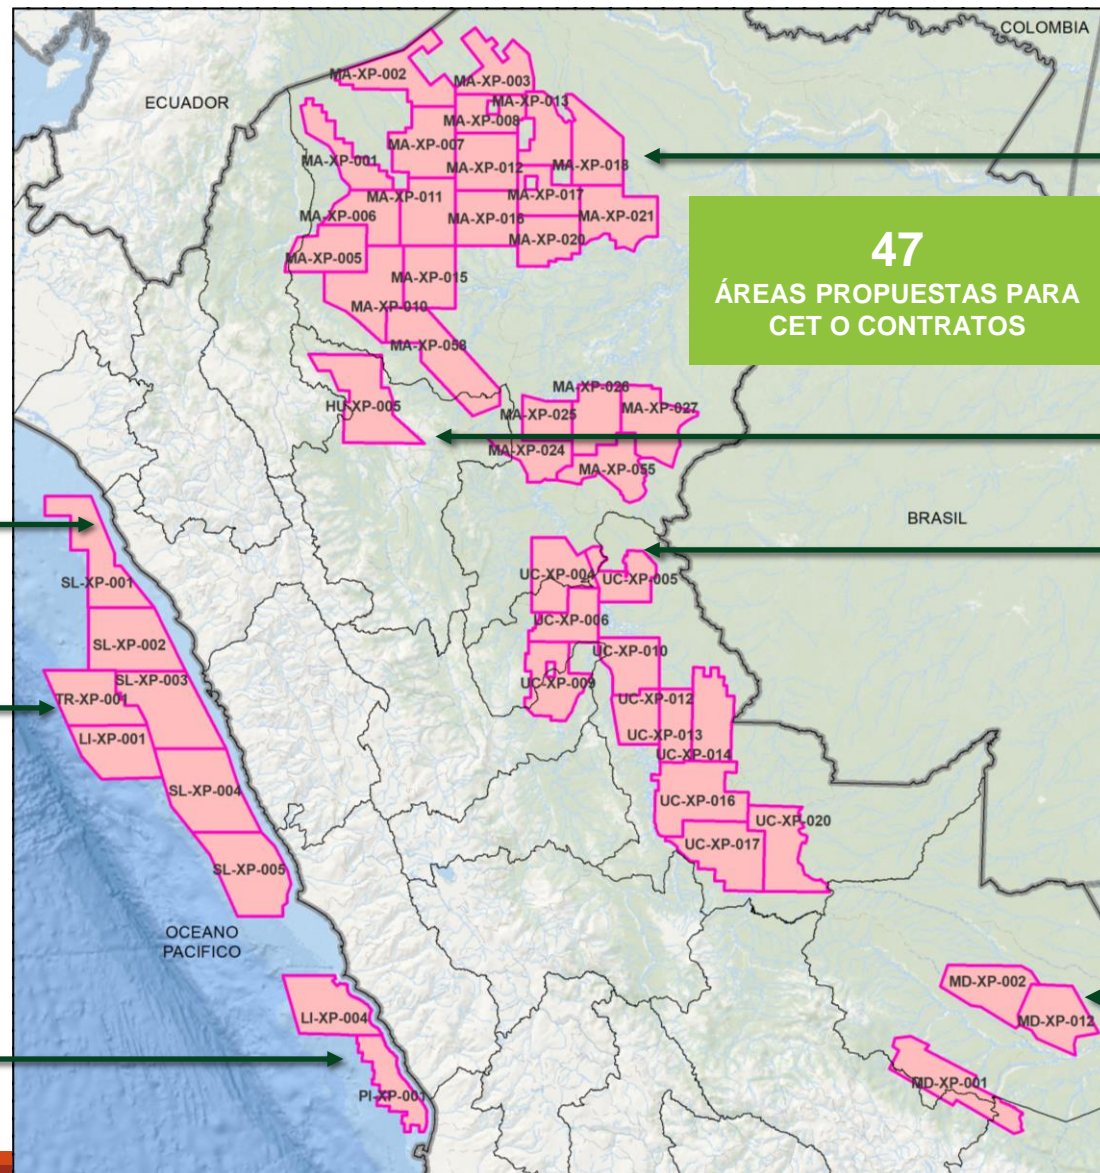 COLOMBIA
ECUADOR
MA-XP-002
MA-XP-003
MA-XP-013
MA-XP-008
MA-XP-007
MA-XP-001
MA-XP-012
MA-XP-018
MA-XP-011
MA-XP-017
MA-XP-006
MA-XP-016
MA-XP-021
MA-XP-020
MA-XP-005
MA-XP-015
MA-XP-010
MA-XP-058
47
ÁREAS PROPUESTAS PARA
CET O CONTRATOS
MA-XP-026
HU-XP-005
MA-XP-025
MA-XP-027
MA-XP-024
MA-XP-055
BRASIL
SL-XP-001
UC-XP-004
UC-XP-005
UC-XP-006
SL-XP-002
UC-XP-010
SL-XP-003
UC-XP-009
TR-XP-001
UC-XP-012
LI-XP-001
UC-XP-013
UC-XP-014
SL-XP-004
UC-XP-016
UC-XP-020
UC-XP-017
SL-XP-005
OCEANO
PACIFICO
MD-XP-002
LI-XP-004
MD-XP-012
MD-XP-001
PI-XP-001